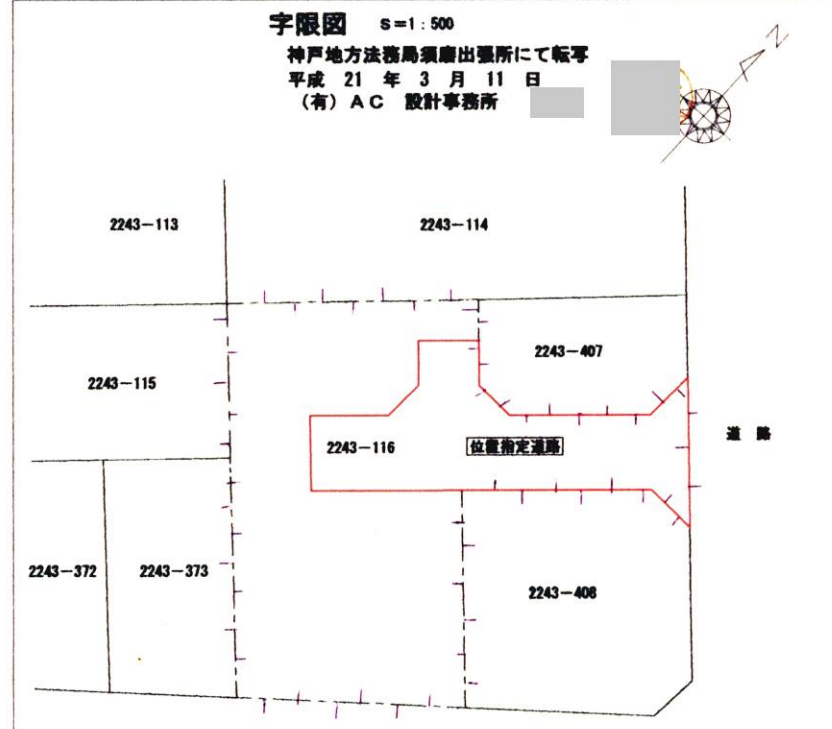 字限図 S=1:500
神戸地方法務局須磨出張所にて転写
平成 21 年 3 月 11 日
(有) AC 設計事務所
N
2243-113
2243-114
2243-407
2243-115
道 路
2243-116
位置指定道路
2243-372
2243-373
2243-408